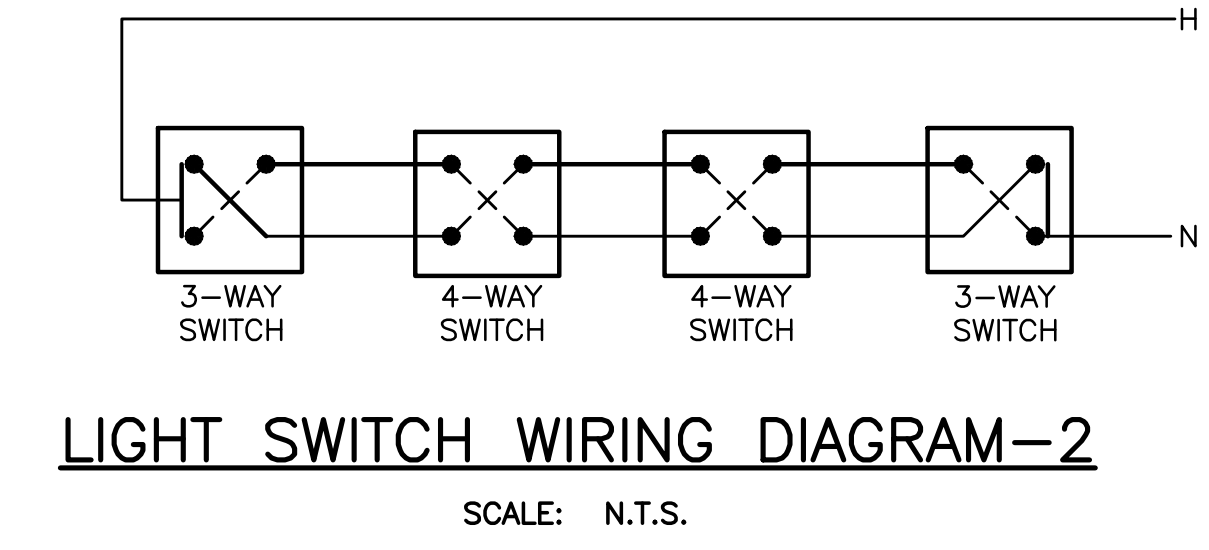 H
N
3-WAY
SWITCH
4-WAY
SWITCH
4-WAY
SWITCH
3-WAY
SWITCH
LIGHT SWITCH WIRING DIAGRAM-2
SCALE: N.T.S.